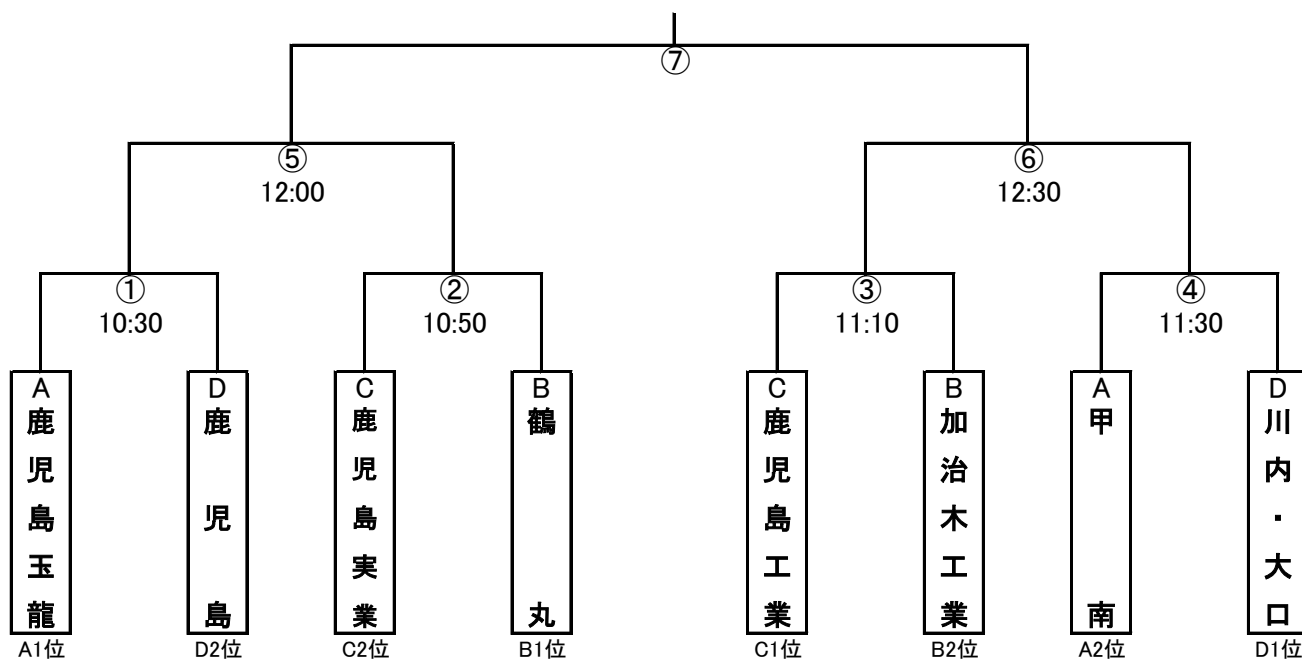 ⑦
⑤
12:00
⑥
12:30
①
10:30
②
10:50
③
11:10
④
11:30
A
鹿児島玉龍
A1位
D
鹿児島
D2位
C
鹿児島実業
C2位
B
鶴丸
B1位
C
鹿児島工業
C1位
B
加治木工業
B2位
A
甲南
A2位
D
川内・大口
D1位